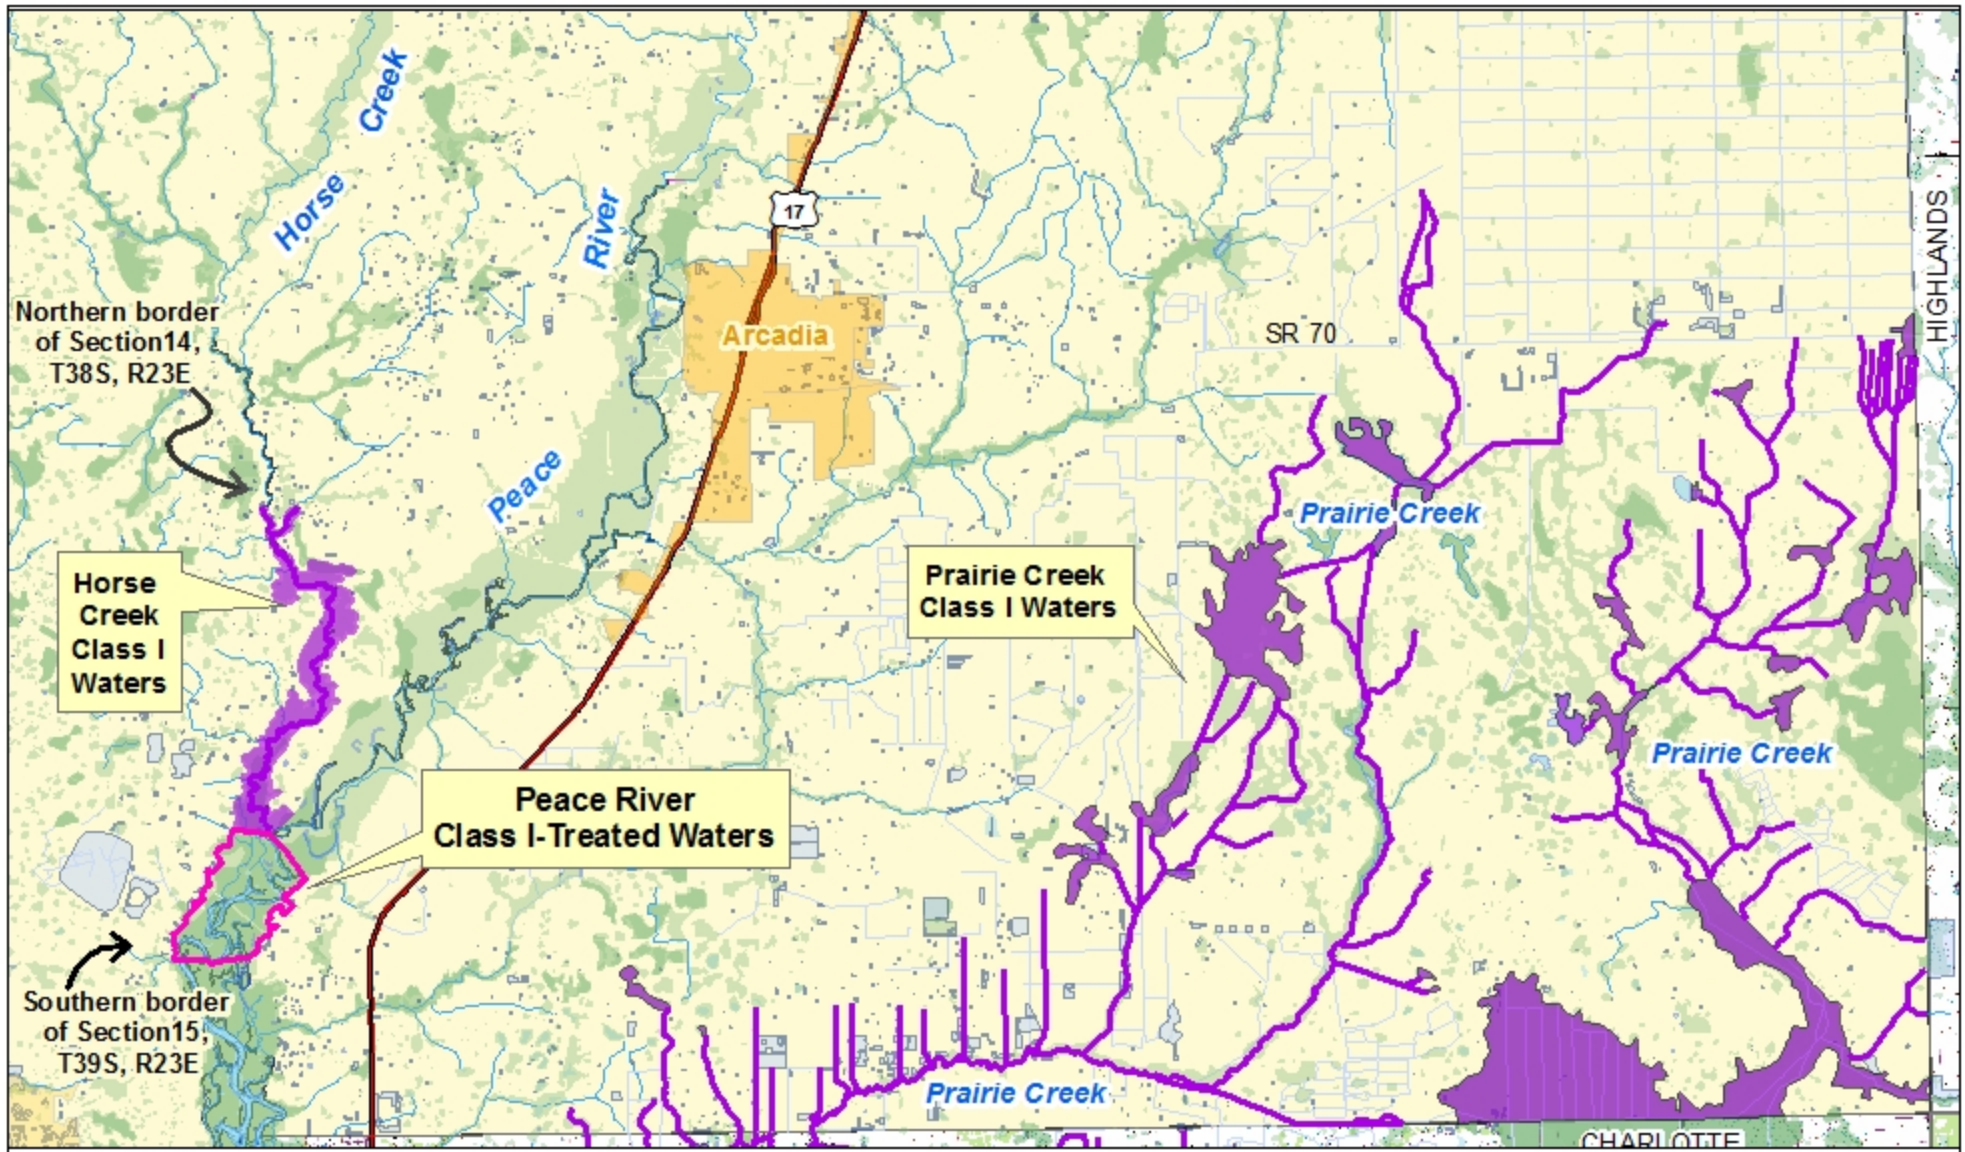 Horse Creek
Peace River
17
HIGHLANDS
Northern border
of Section14,
T38S, R23E
Arcadia
SR 70
Peace
Prairie Creek
Horse
Creek
Class I
Waters
Prairie Creek
Class I Waters
Prairie Creek
Peace River
Class I-Treated Waters
Southern border
of Section15,
T39S, R23E
Prairie Creek
CHARLOTTE